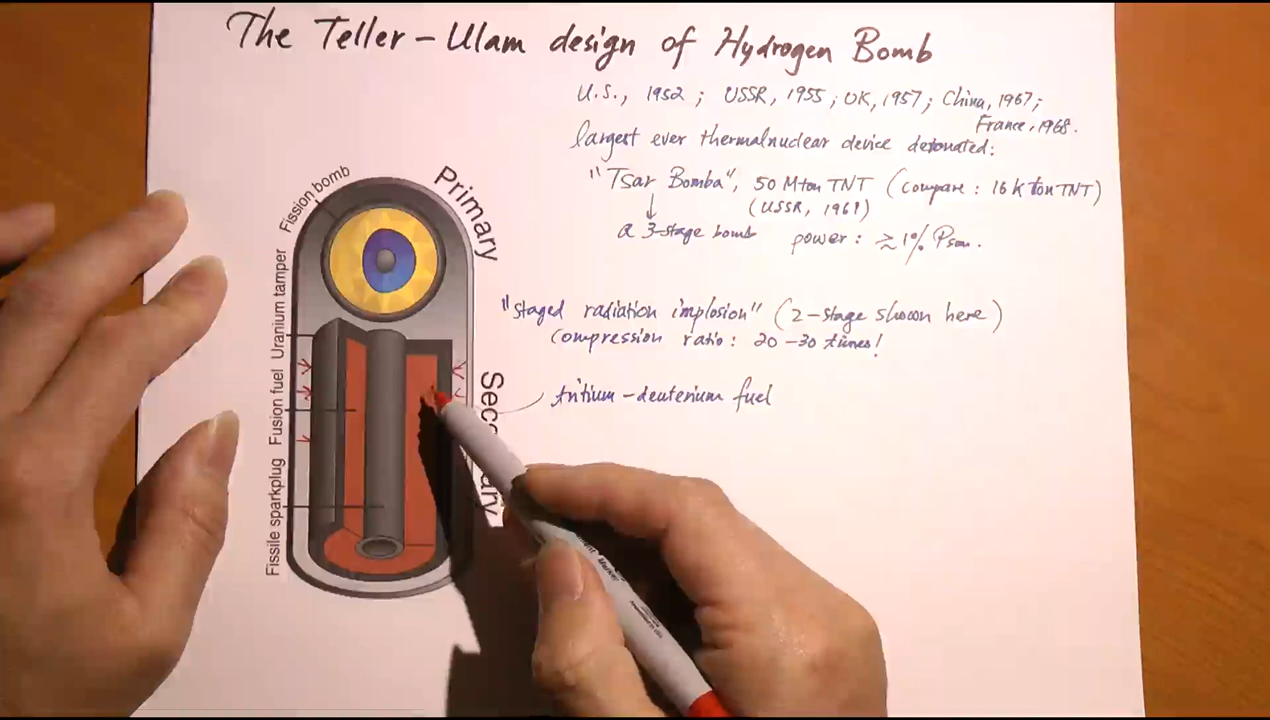 The Teller-Ulam design of Hydrogen Bomb
U.S., 1952; USSR, 1955; UK, 1957; China, 1967;
France, 1968.
largest ever thermalnuclear device detonated:
"Tsar Bomba", 50 Mton TNT (compare: 16 kton TNT)
(USSR, 1961)
a 3-stage bomb power: ≳1% Psun.
Fission bomb
Primary
Uranium tamper
"staged radiation implosion" (2-stage shown here)
compression ratio: 20-30 times!
Fusion fuel
tritium-deuterium fuel
Fissile sparkplug